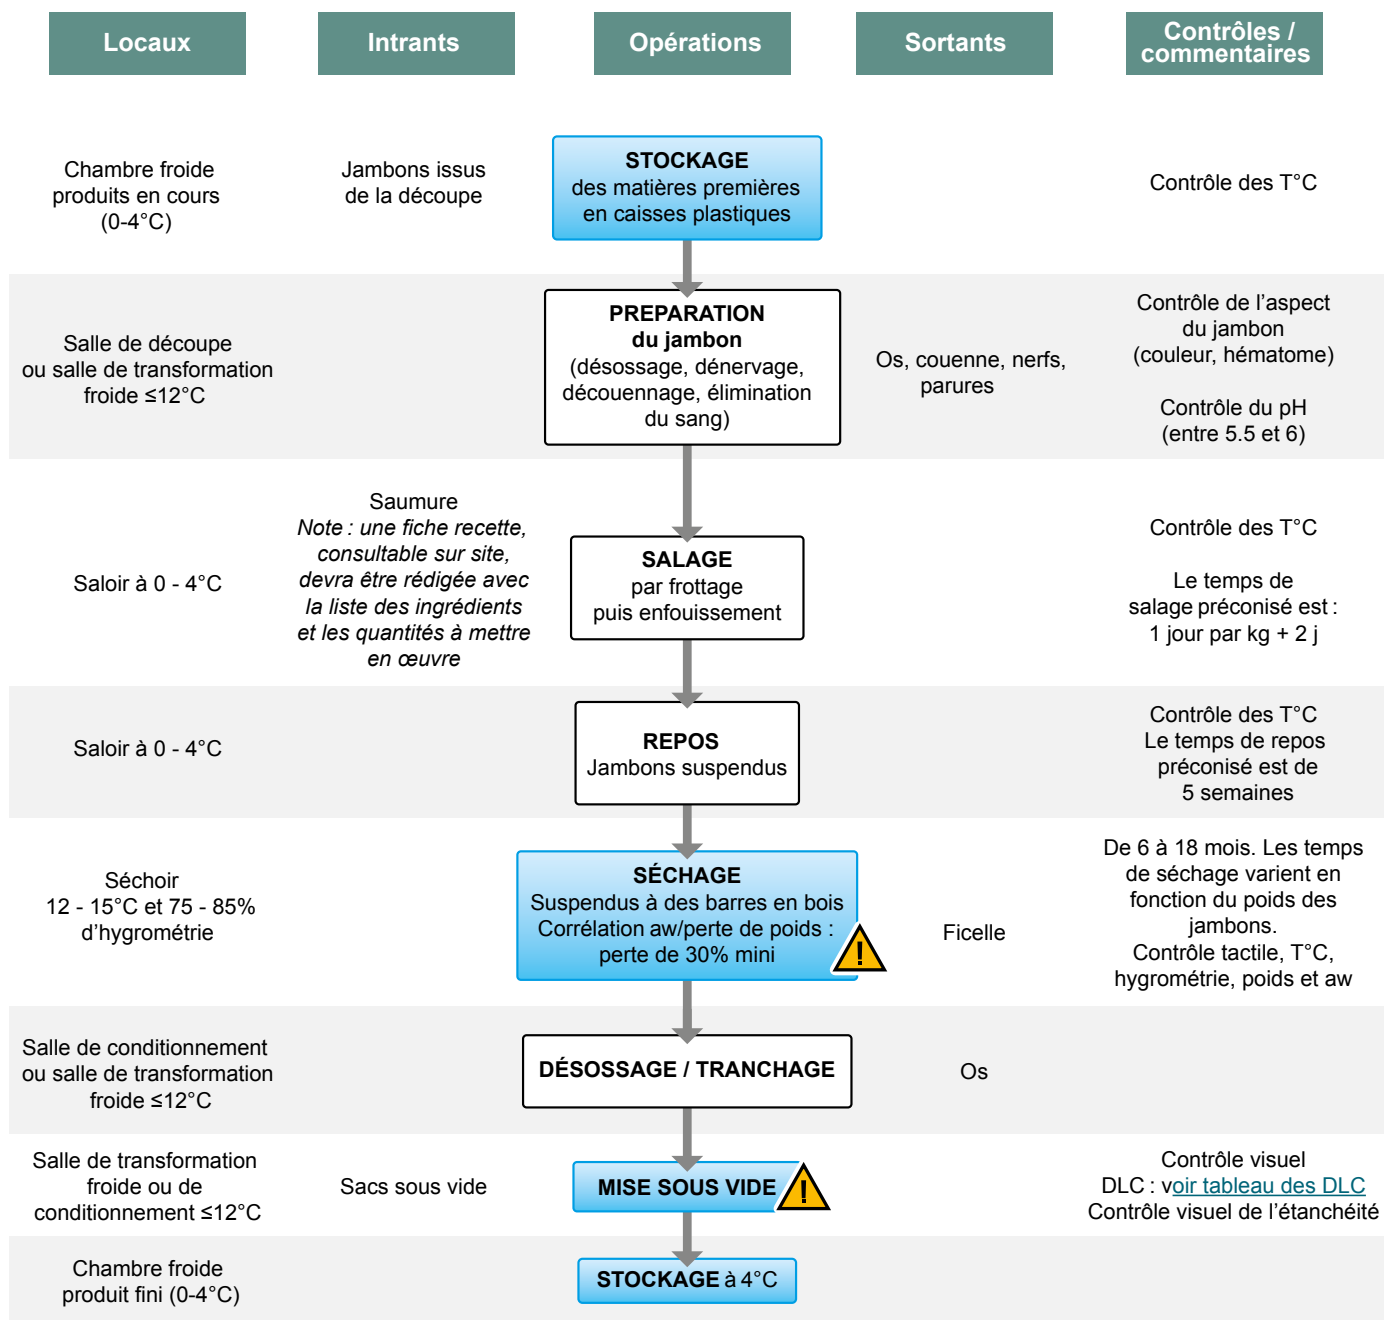 Locaux
Intrants
Opérations
Sortants
Contrôles /
commentaires
Chambre froide
produits en cours
(0-4°C)
Jambons issus
de la découpe
STOCKAGE
des matières premières
en caisses plastiques
Contrôle des T°C
Salle de découpe
ou salle de transformation
froide ≤12°C
PREPARATION
du jambon
(désossage, dénervage,
découennage, élimination
du sang)
Os, couenne, nerfs,
parures
Contrôle de l'aspect
du jambon
(couleur, hématome)
Contrôle du pH
(entre 5.5 et 6)
Saloir à 0 - 4°C
Saumure
Note : une fiche recette,
consultable sur site,
devra être rédigée avec
la liste des ingrédients
et les quantités à mettre
en œuvre
SALAGE
par frottage
puis enfouissement
Contrôle des T°C
Le temps de
salage préconisé est :
1 jour par kg + 2 j
Saloir à 0 - 4°C
REPOS
Jambons suspendus
Contrôle des T°C
Le temps de repos
préconisé est de
5 semaines
Séchoir
12 - 15°C et 75 - 85%
d'hygrométrie
SÉCHAGE
Suspendus à des barres en bois
Corrélation aw/perte de poids :
perte de 30% mini
!
Ficelle
De 6 à 18 mois. Les temps
de séchage varient en
fonction du poids des
jambons.
Contrôle tactile, T°C,
hygrométrie, poids et aw
Salle de conditionnement
ou salle de transformation
froide ≤12°C
DÉSOSSAGE / TRANCHAGE
Os
Salle de transformation
froide ou de
conditionnement ≤12°C
Sacs sous vide
MISE SOUS VIDE
!
Contrôle visuel
DLC : voir tableau des DLC
Contrôle visuel de l'étanchéité
Chambre froide
produit fini (0-4°C)
STOCKAGE à 4°C